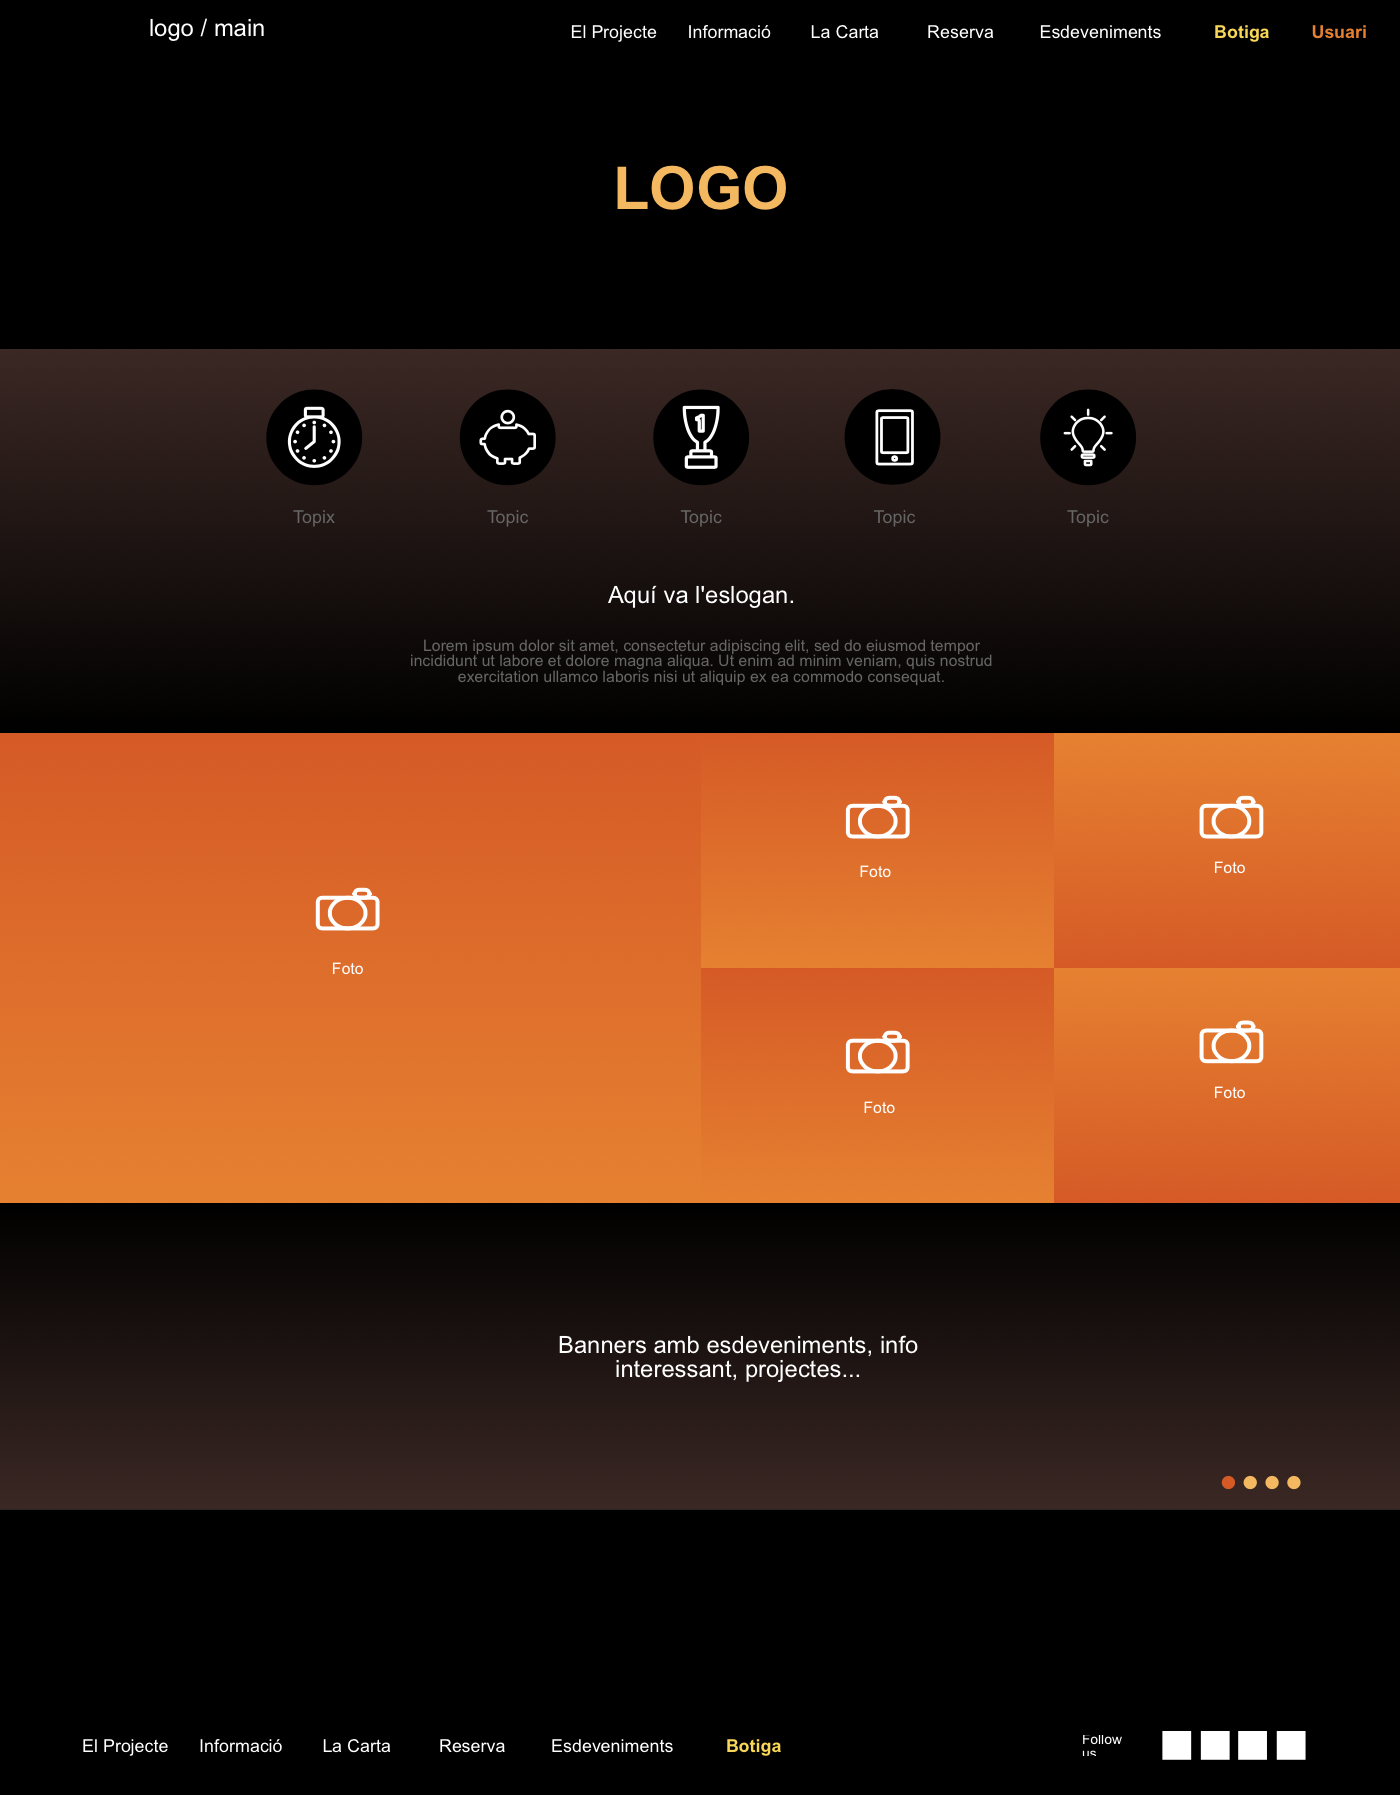 logo / main
El Projecte
Informació
La Carta
Reserva
Esdeveniments
Botiga
Usuari
LOGO
1
Topix
Topic
Topic
Topic
Topic
Aquí va l'eslogan.
Lorem ipsum dolor sit amet, consectetur adipiscing elit, sed do eiusmod tempor
incididunt ut labore et dolore magna aliqua. Ut enim ad minim veniam, quis nostrud
exercitation ullamco laboris nisi ut aliquip ex ea commodo consequat.
Foto
Foto
Foto
Foto
Foto
Banners amb esdeveniments, info
interessant, projectes...
El Projecte
Informació
La Carta
Reserva
Esdeveniments
Botiga
Follow
us